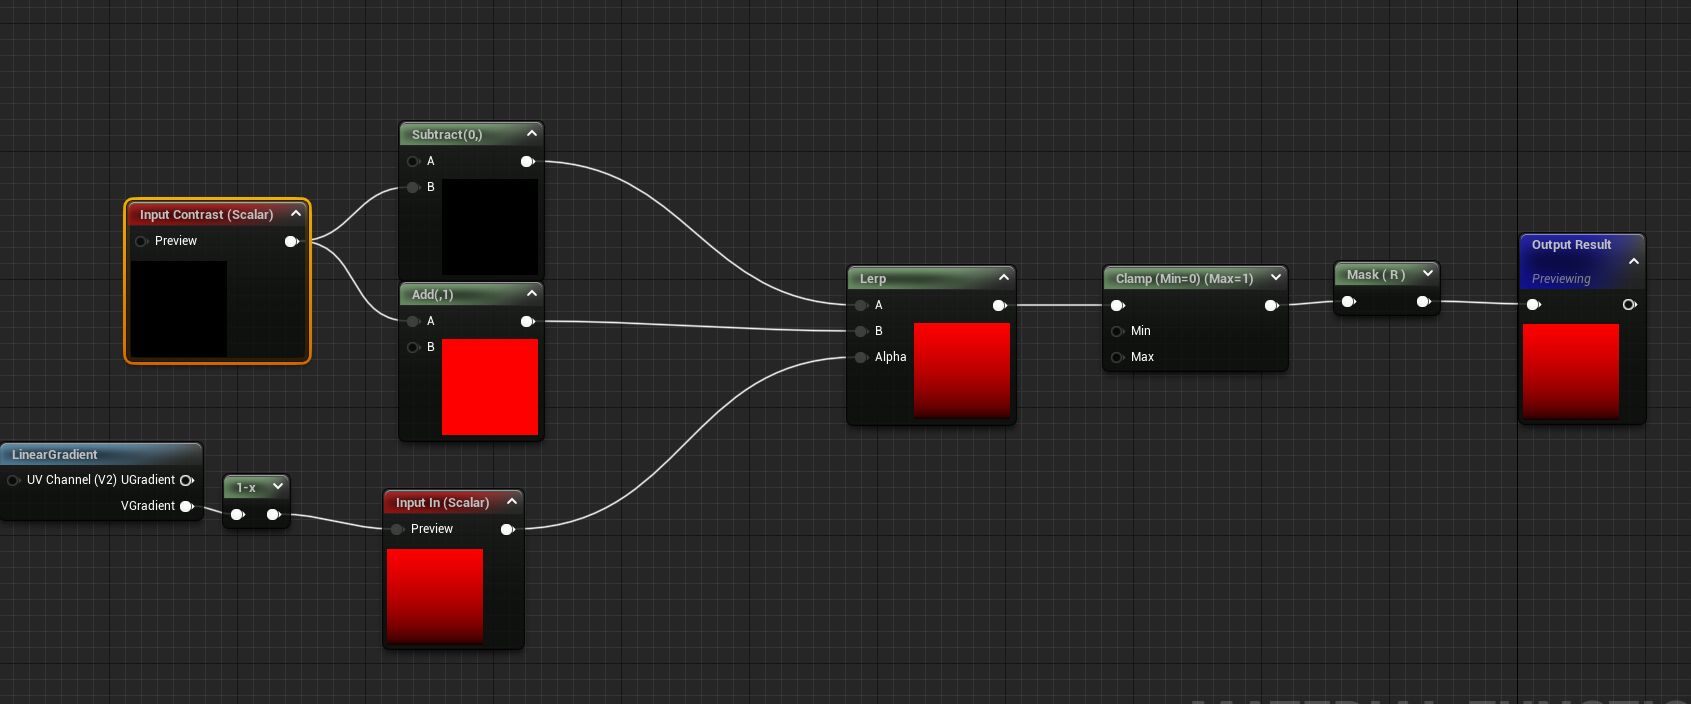 Subtract(0,)
A
B
Input Contrast (Scalar)
Preview
Add(,1)
A
B
Lerp
A
B
Alpha
Clamp (Min=0) (Max=1)
Min
Max
Mask ( R )
Output Result
Previewing
LinearGradient
UV Channel (V2) UGradient
VGradient
1-x
Input In (Scalar)
Preview